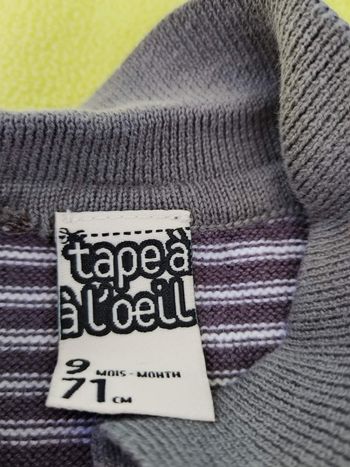 tape à
à l'oeil
9 MOIS - MONTH
71 CM